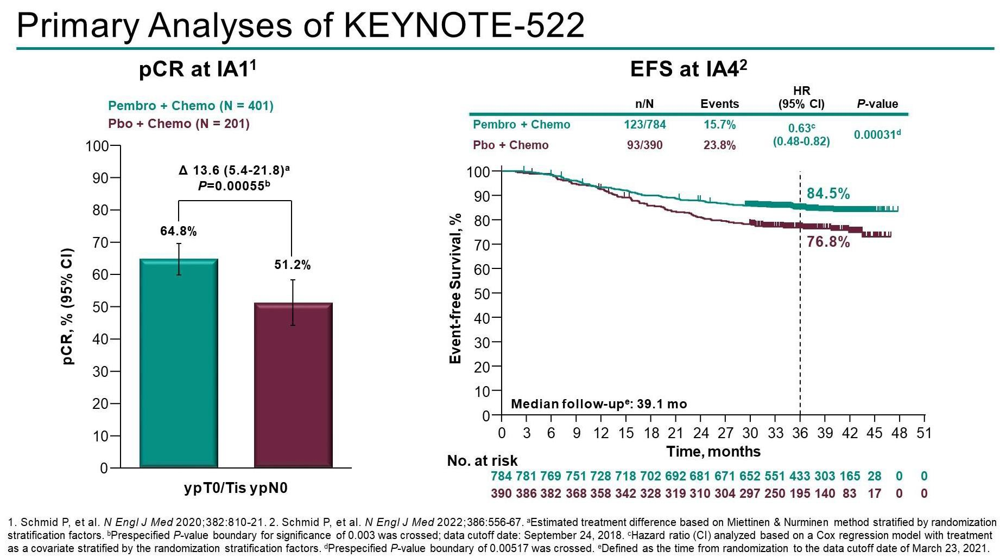 Primary Analyses of KEYNOTE-522
pCR at IA1¹
Pembro + Chemo (N = 401)
Pbo + Chemo (N = 201)
100
90
80
70
60
50
40
30
20
10
0
pCR, % (95% CI)
Δ 13.6 (5.4-21.8)ᵃ
P=0.00055ᵇ
64.8%
51.2%
ypT0/Tis ypN0
EFS at IA4²
HR
n/N Events (95% CI) P-value
Pembro + Chemo 123/784 15.7% 0.63ᶜ (0.48-0.82) 0.00031ᵈ
Pbo + Chemo 93/390 23.8%
100
90
80
70
60
50
40
30
20
10
0
Event-free Survival, %
84.5%
76.8%
Median follow-upᵉ: 39.1 mo
0 3 6 9 12 15 18 21 24 27 30 33 36 39 42 45 48 51
Time, months
No. at risk
784 781 769 751 728 718 702 692 681 671 652 551 433 303 165 28 0 0
390 386 382 368 358 342 328 319 310 304 297 250 195 140 83 17 0 0
1. Schmid P, et al. N Engl J Med 2020;382:810-21. 2. Schmid P, et al. N Engl J Med 2022;386:556-67. ᵃEstimated treatment difference based on Miettinen & Nurminen method stratified by randomization
stratification factors. ᵇPrespecified P-value boundary for significance of 0.003 was crossed; data cutoff date: September 24, 2018. ᶜHazard ratio (CI) analyzed based on a Cox regression model with treatment
as a covariate stratified by the randomization stratification factors. ᵈPrespecified P-value boundary of 0.00517 was crossed. ᵉDefined as the time from randomization to the data cutoff date of March 23, 2021.